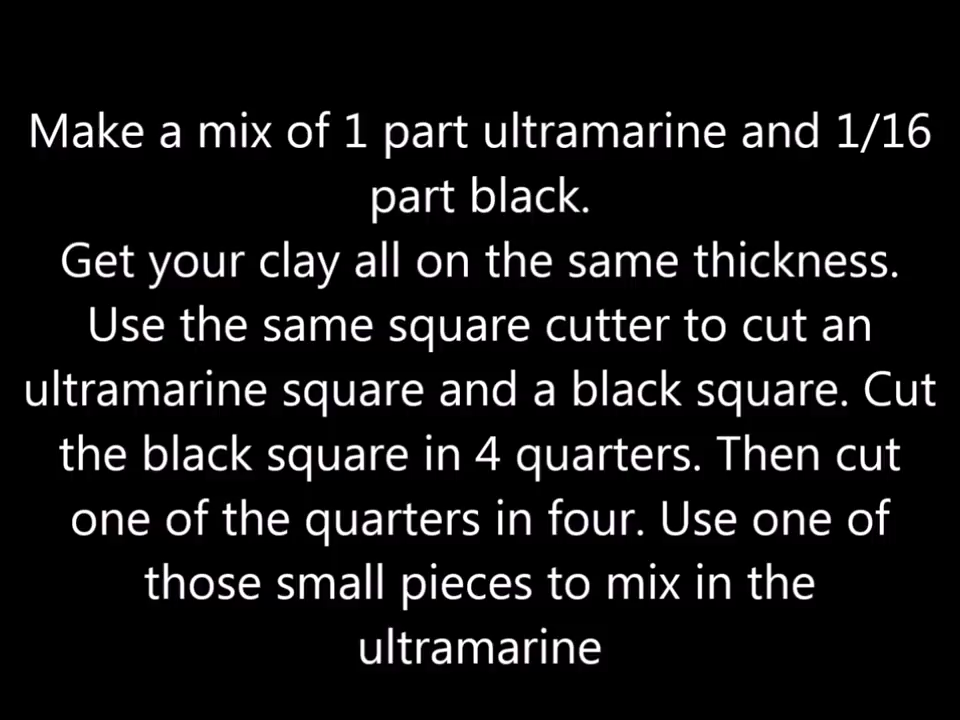 Make a mix of 1 part ultramarine and 1/16
part black.
Get your clay all on the same thickness.
Use the same square cutter to cut an
ultramarine square and a black square. Cut
the black square in 4 quarters. Then cut
one of the quarters in four. Use one of
those small pieces to mix in the
ultramarine